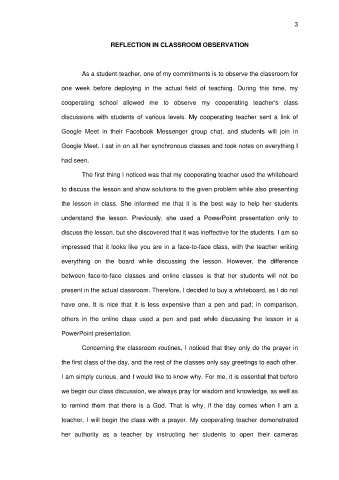 3
REFLECTION IN CLASSROOM OBSERVATION
As a student-teacher, one of my commitments is to observe the classroom for
one week before deploying in the actual field of teaching. During this time, my
cooperating school allowed me to observe my cooperating teacher's class
discussions with students of various levels. My cooperating teacher sent a link of
Google Meet in their Facebook Messenger group chat, and students will join in
Google Meet. I sat in on all her synchronous classes and took notes on everything I
had seen.
The first thing I noticed was that my cooperating teacher used the whiteboard
to discuss the lesson and show solutions to the given problem while also presenting
the lesson in class. She informed me that it is the best way to help her students
understand the lesson. Previously, she used a PowerPoint presentation only to
discuss the lesson, but she discovered that it was ineffective for the students. I am so
impressed that it looks like you are in a face-to-face class, with the teacher writing
everything on the board while discussing the lesson. However, the difference
between face-to-face classes and online classes is that her students will not be
present in the actual classroom. Therefore, I decided to buy a whiteboard, as I do not
have one. It is nice that it is less expensive than a pen and pad; in comparison,
others in the online class used a pen and pad while discussing the lesson in a
PowerPoint presentation.
Concerning the classroom routines, I noticed that they only do the prayer in
the first class of the day, and the rest of the classes only say greetings to each other.
I am simply curious, and I would like to know why. For me, it is essential that before
we begin our class discussion, we always pray for wisdom and knowledge, as well as
to remind them that there is a God. That is why, if the day comes when I am a
teacher, I will begin the class with a prayer. My cooperating teacher demonstrated
her authority as a teacher by instructing her students to open their cameras